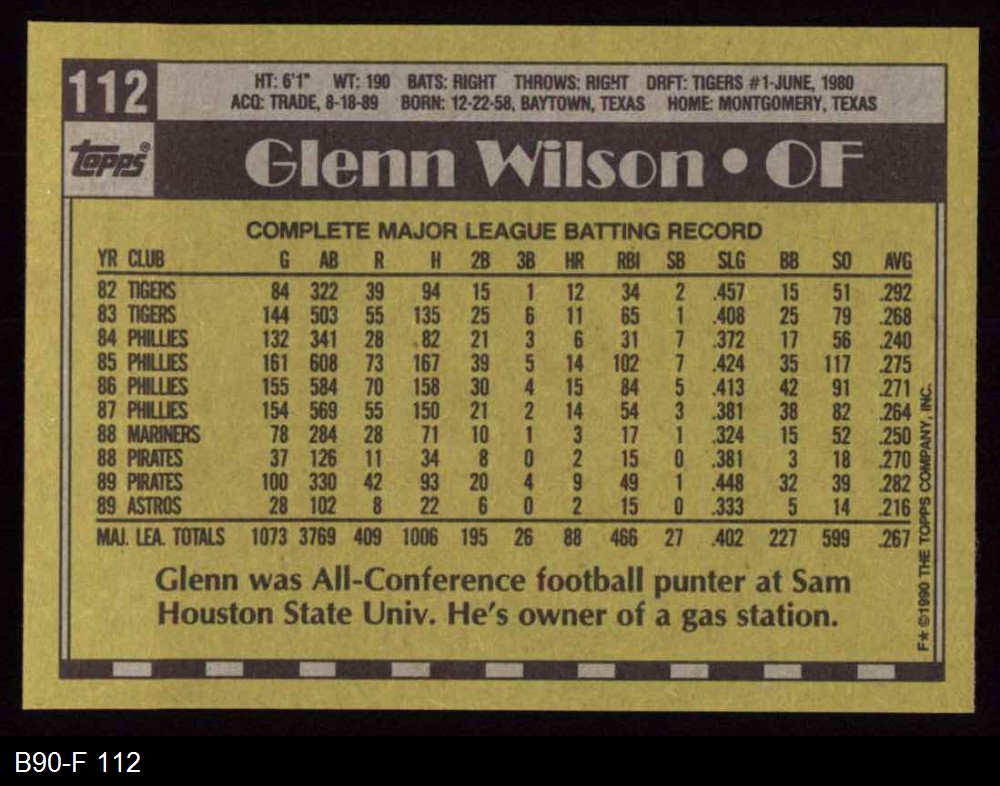 112
HT: 6'1" WT: 190 BATS: RIGHT THROWS: RIGHT DRFT: TIGERS #1-JUNE, 1980
ACQ: TRADE, 8-18-89 BORN: 12-22-58, BAYTOWN, TEXAS HOME: MONTGOMERY, TEXAS
topps®
Glenn Wilson • OF
COMPLETE MAJOR LEAGUE BATTING RECORD
YR CLUB G AB R H 2B 3B HR RBI SB SLG BB SO AVG
82 TIGERS 84 322 39 94 15 1 12 34 2 .457 15 51 .292
83 TIGERS 144 503 55 135 25 6 11 65 1 .408 25 79 .268
84 PHILLIES 132 341 28 82 21 3 6 31 7 .372 17 56 .240
85 PHILLIES 161 608 73 167 39 5 14 102 7 .424 35 117 .275
86 PHILLIES 155 584 70 158 30 4 15 84 5 .413 42 91 .271
87 PHILLIES 154 569 55 150 21 2 14 54 3 .381 38 82 .264
88 MARINERS 78 284 28 71 10 1 3 17 1 .324 15 52 .250
88 PIRATES 37 126 11 34 8 0 2 15 0 .381 3 18 .270
89 PIRATES 100 330 42 93 20 4 9 49 1 .448 32 39 .282
89 ASTROS 28 102 8 22 6 0 2 15 0 .333 5 14 .216
MAJ. LEA. TOTALS 1073 3769 409 1006 195 26 88 466 27 .402 227 599 .267
Glenn was All-Conference football punter at Sam
Houston State Univ. He's owner of a gas station.
F* ©1990 THE TOPPS COMPANY, INC.
B90-F 112